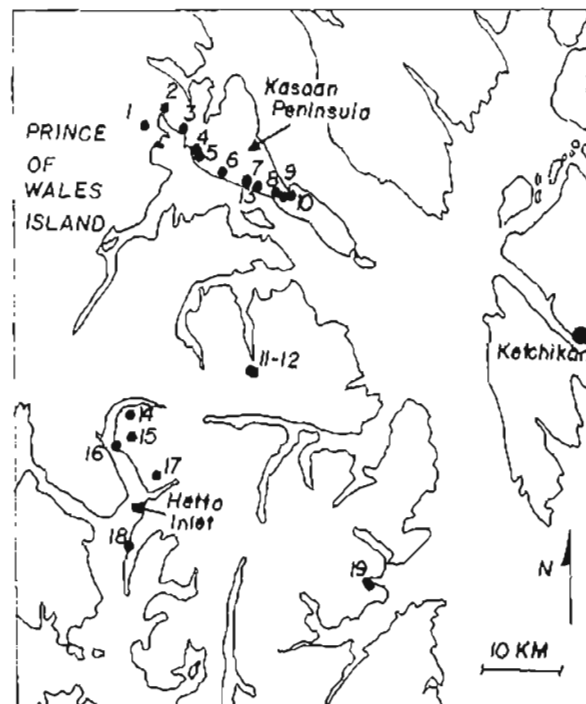 2
1
3
Kasaan
Peninsula
PRINCE
OF
WALES
ISLAND
4
5
6
7
8
9
13
10
Ketchikan
11-12
14
15
16
17
Hetta
Inlet
18
19
N
10 KM